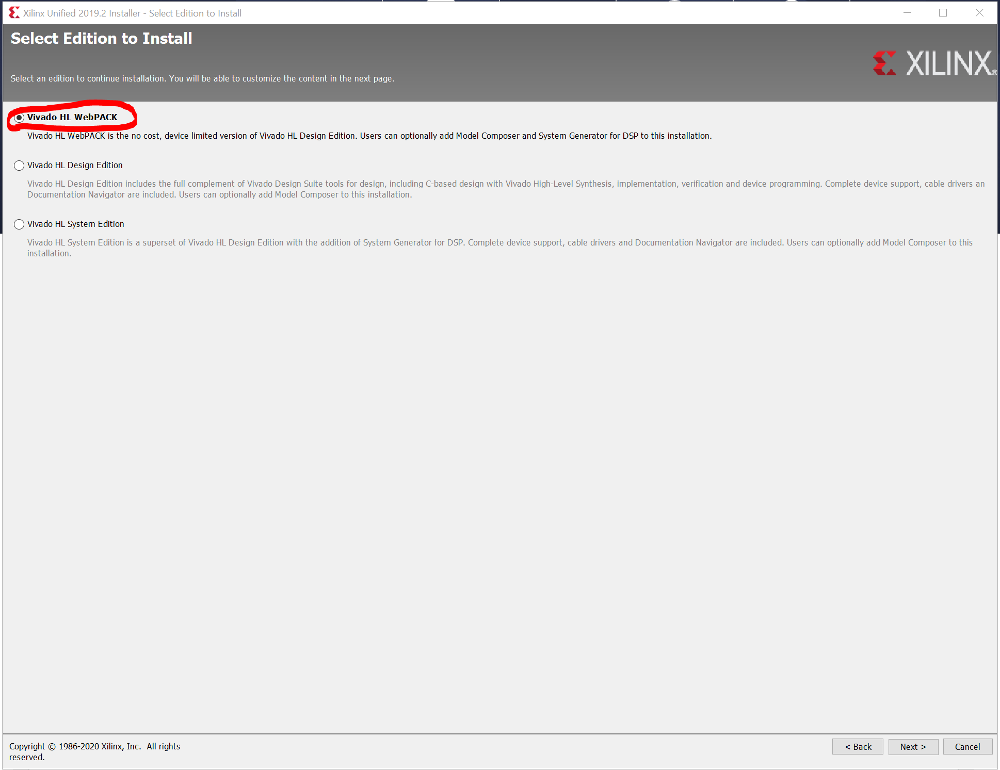 Xilinx Unified 2019.2 Installer - Select Edition to Install
Select Edition to Install
XILINX®
Select an edition to continue installation. You will be able to customize the content in the next page.
Vivado HL WebPACK
Vivado HL WebPACK is the no cost, device limited version of Vivado HL Design Edition. Users can optionally add Model Composer and System Generator for DSP to this installation.
Vivado HL Design Edition
Vivado HL Design Edition includes the full complement of Vivado Design Suite tools for design, including C-based design with Vivado High-Level Synthesis, implementation, verification and device programming. Complete device support, cable drivers an
Documentation Navigator are included. Users can optionally add Model Composer to this installation.
Vivado HL System Edition
Vivado HL System Edition is a superset of Vivado HL Design Edition with the addition of System Generator for DSP. Complete device support, cable drivers and Documentation Navigator are included. Users can optionally add Model Composer to this
installation.
Copyright © 1986-2020 Xilinx, Inc.  All rights
reserved.
< Back
Next >
Cancel